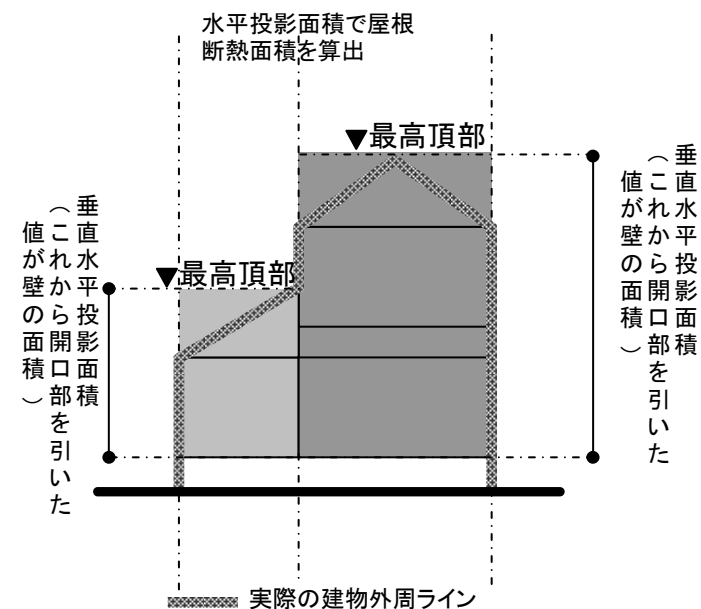 水平投影面積で屋根
断熱面積を算出
▼最高頂部
▼最高頂部
垂直水平投影面積
（これから開口部を引いた
値が壁の面積）
垂直水平投影面積
（これから開口部を引いた
値が壁の面積）
実際の建物外周ライン